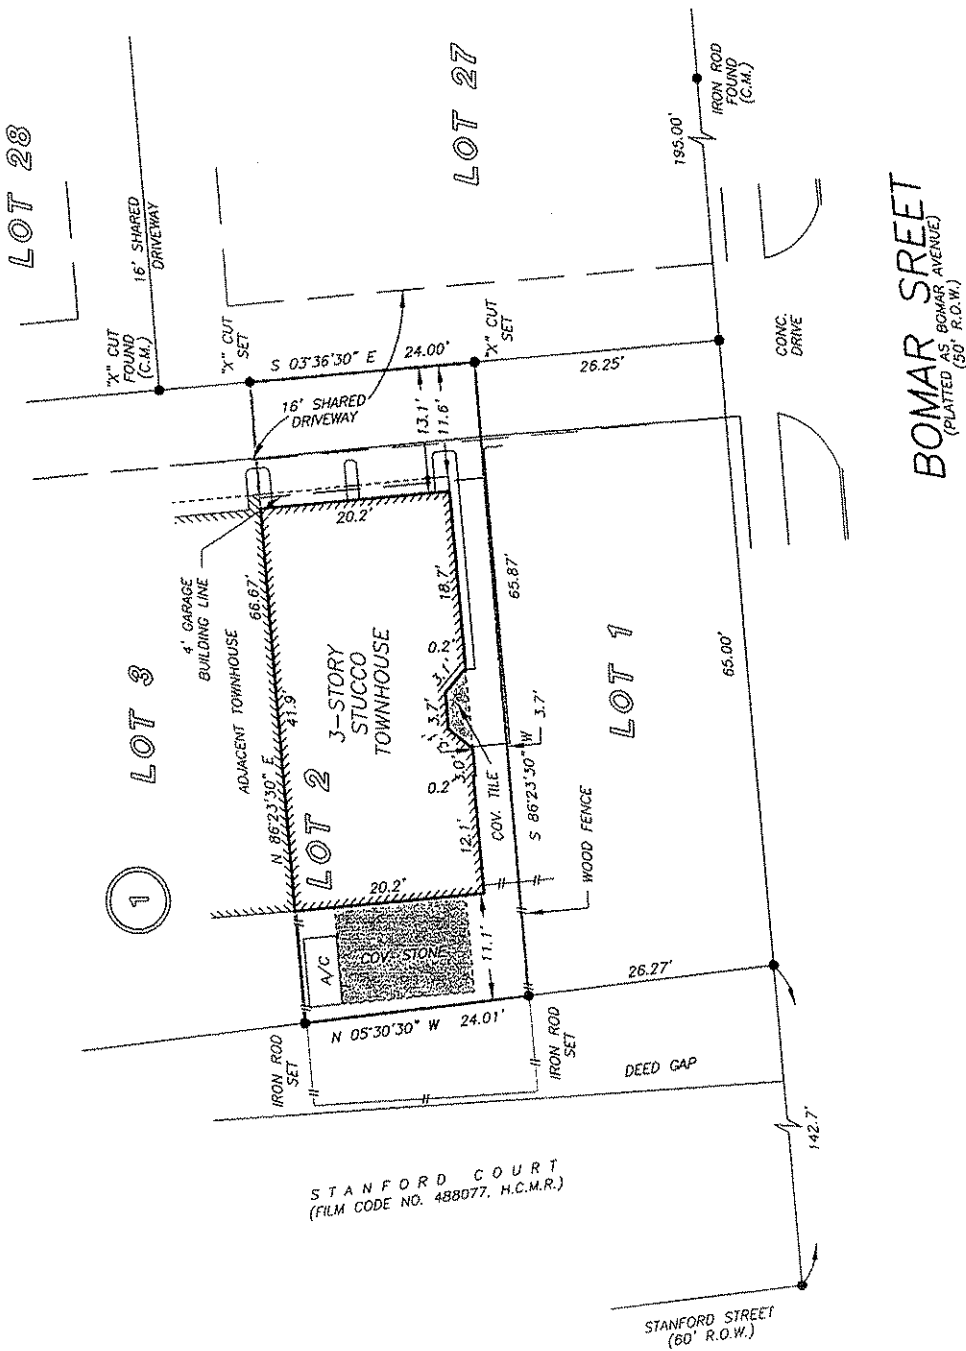 LOT 28
LOT 27
16' SHARED
DRIVEWAY
"X" CUT
FOUND
(C.M.)
"X" CUT
SET
S 03°36'30" E
24.00'
"X" CUT
SET
26.25'
195.00'
IRON ROD
FOUND
(C.M.)
CONC.
DRIVE
BOMAR SREET
(PLATTED AS BOMAR AVENUE)
(50' R.O.W.)
16' SHARED
DRIVEWAY
13.1'
11.6'
4' GARAGE
BUILDING LINE
ADJACENT TOWNHOUSE
LOT 3
N 86°23'30" E
66.67'
41.9'
20.2'
3-STORY
STUCCO
TOWNHOUSE
LOT 2
18.7'
0.2'
3.1'
3.7'
3.0'
0.2'
12.1'
20.2'
COV. TILE
65.87'
S 86°23'30" W
3.7'
LOT 1
65.00'
WOOD FENCE
1
A/C
COV. STONE
11.1'
N 05°30'30" W
24.01'
26.27'
IRON ROD
SET
IRON ROD
SET
DEED GAP
142.7'
STANFORD COURT
(FILM CODE NO. 488077, H.C.M.R.)
STANFORD STREET
(60' R.O.W.)